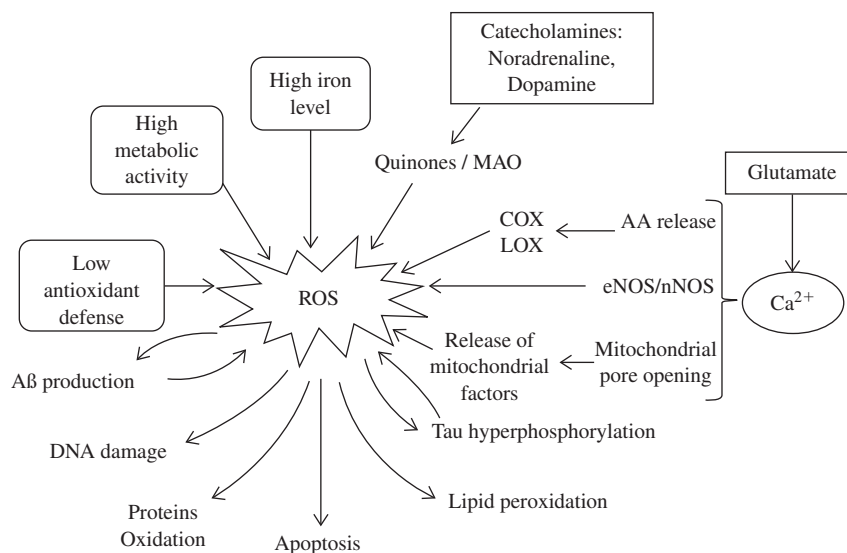 Catecholamines:
Noradrenaline,
Dopamine
High iron
level
High
metabolic
activity
Quinones / MAO
Glutamate
COX
LOX
AA release
Low
antioxidant
defense
ROS
eNOS/nNOS
Ca2+
Release of
mitochondrial
factors
Mitochondrial
pore opening
Aß production
Tau hyperphosphorylation
DNA damage
Lipid peroxidation
Proteins
Oxidation
Apoptosis